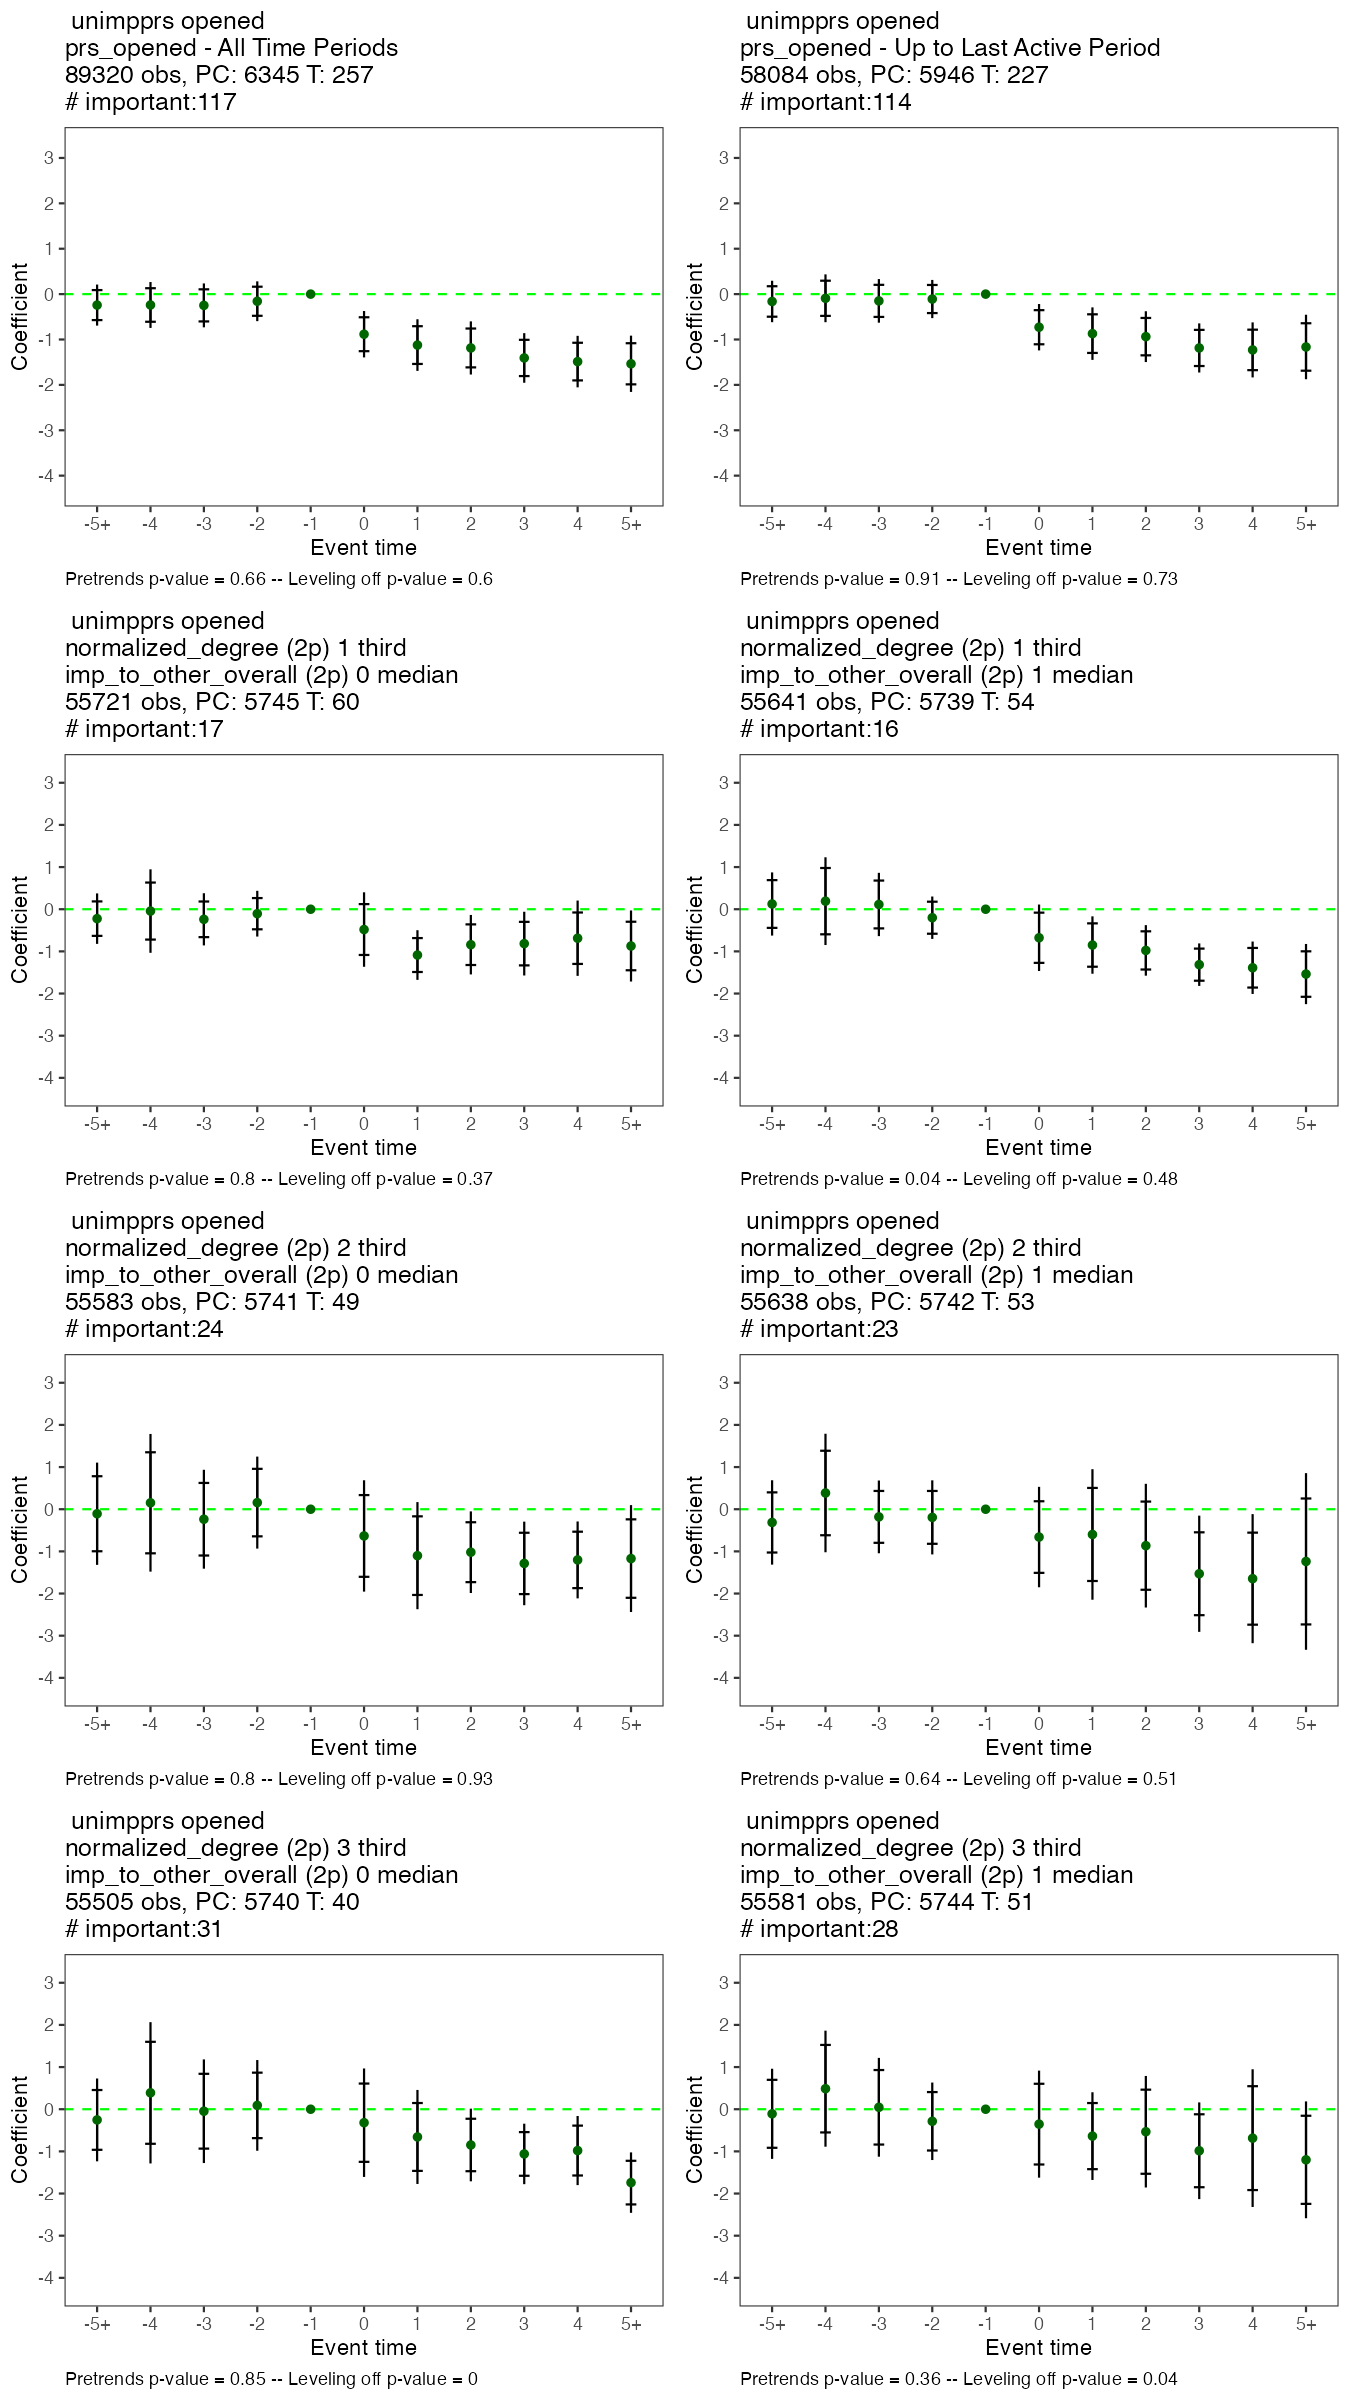 unimpprs opened
prs_opened - All Time Periods
89320 obs, PC: 6345 T: 257
# important:117
3
2
1
0
-1
-2
-3
-4
Coefficient
-5+ -4 -3 -2 -1 0 1 2 3 4 5+
Event time
Pretrends p-value = 0.66 -- Leveling off p-value = 0.6
unimpprs opened
prs_opened - Up to Last Active Period
58084 obs, PC: 5946 T: 227
# important:114
3
2
1
0
-1
-2
-3
-4
Coefficient
-5+ -4 -3 -2 -1 0 1 2 3 4 5+
Event time
Pretrends p-value = 0.91 -- Leveling off p-value = 0.73
unimpprs opened
normalized_degree (2p) 1 third
imp_to_other_overall (2p) 0 median
55721 obs, PC: 5745 T: 60
# important:17
3
2
1
0
-1
-2
-3
-4
Coefficient
-5+ -4 -3 -2 -1 0 1 2 3 4 5+
Event time
Pretrends p-value = 0.8 -- Leveling off p-value = 0.37
unimpprs opened
normalized_degree (2p) 1 third
imp_to_other_overall (2p) 1 median
55641 obs, PC: 5739 T: 54
# important:16
3
2
1
0
-1
-2
-3
-4
Coefficient
-5+ -4 -3 -2 -1 0 1 2 3 4 5+
Event time
Pretrends p-value = 0.04 -- Leveling off p-value = 0.48
unimpprs opened
normalized_degree (2p) 2 third
imp_to_other_overall (2p) 0 median
55583 obs, PC: 5741 T: 49
# important:24
3
2
1
0
-1
-2
-3
-4
Coefficient
-5+ -4 -3 -2 -1 0 1 2 3 4 5+
Event time
Pretrends p-value = 0.8 -- Leveling off p-value = 0.93
unimpprs opened
normalized_degree (2p) 2 third
imp_to_other_overall (2p) 1 median
55638 obs, PC: 5742 T: 53
# important:23
3
2
1
0
-1
-2
-3
-4
Coefficient
-5+ -4 -3 -2 -1 0 1 2 3 4 5+
Event time
Pretrends p-value = 0.64 -- Leveling off p-value = 0.51
unimpprs opened
normalized_degree (2p) 3 third
imp_to_other_overall (2p) 0 median
55505 obs, PC: 5740 T: 40
# important:31
3
2
1
0
-1
-2
-3
-4
Coefficient
-5+ -4 -3 -2 -1 0 1 2 3 4 5+
Event time
Pretrends p-value = 0.85 -- Leveling off p-value = 0
unimpprs opened
normalized_degree (2p) 3 third
imp_to_other_overall (2p) 1 median
55581 obs, PC: 5744 T: 51
# important:28
3
2
1
0
-1
-2
-3
-4
Coefficient
-5+ -4 -3 -2 -1 0 1 2 3 4 5+
Event time
Pretrends p-value = 0.36 -- Leveling off p-value = 0.04